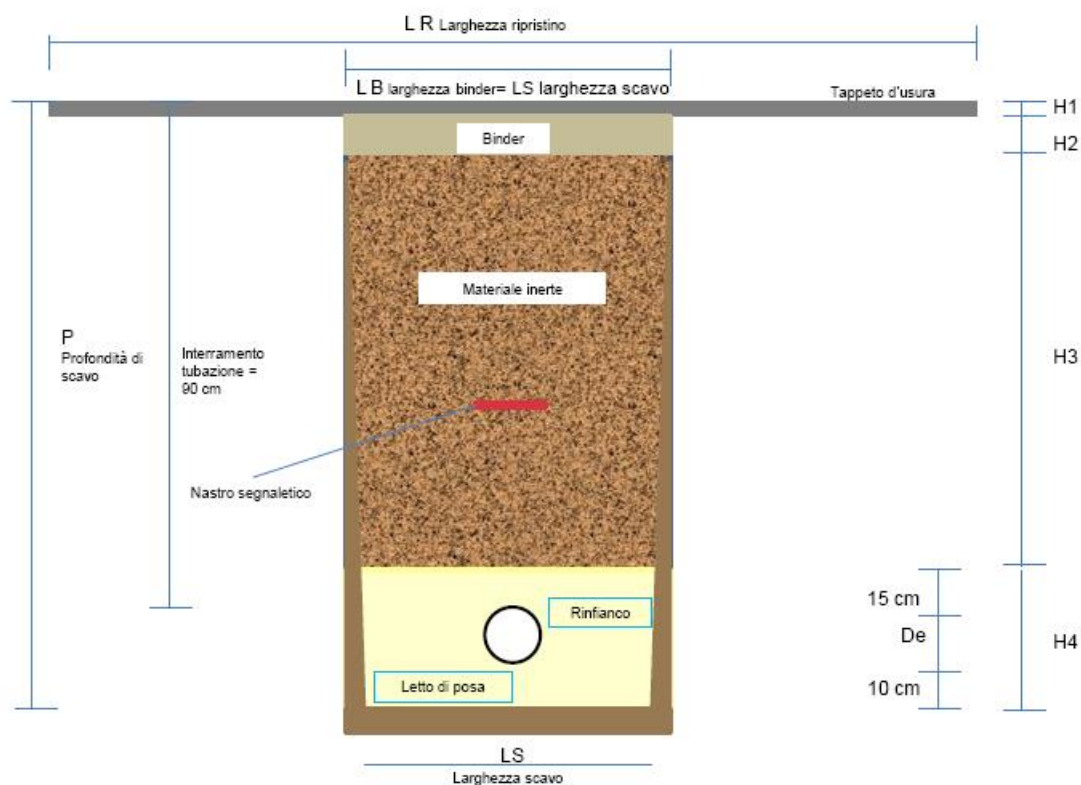 L R Larghezza ripristino
L B larghezza binder= LS larghezza scavo
Tappeto d'usura
H1
Binder
H2
Materiale inerte
P
Profondità di
scavo
Interramento
tubazione =
90 cm
H3
Nastro segnaletico
15 cm
Rinfianco
De
H4
Letto di posa
10 cm
LS
Larghezza scavo